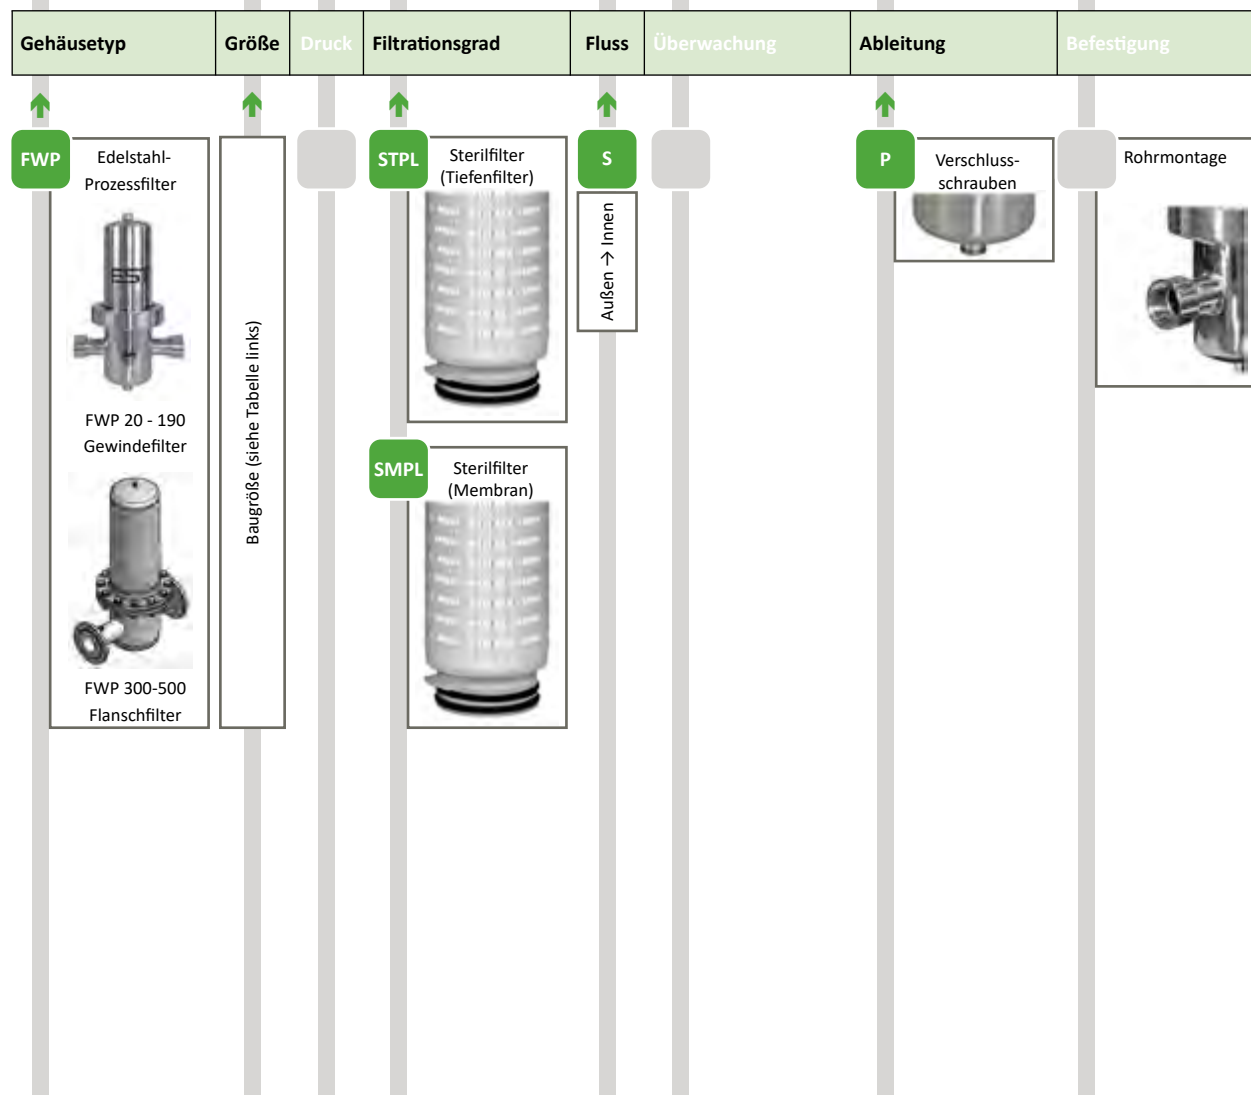 Gehäusetyp
Größe
Druck
Filtrationsgrad
Fluss
Überwachung
Ableitung
Befestigung
FWP
Edelstahl-
Prozessfilter
FWP 20 - 190
Gewindefilter
FWP 300-500
Flanschfilter
Baugröße (siehe Tabelle links)
STPL
Sterilfilter
(Tiefenfilter)
SMPL
Sterilfilter
(Membran)
S
Außen → Innen
P
Verschluss-
schrauben
Rohrmontage